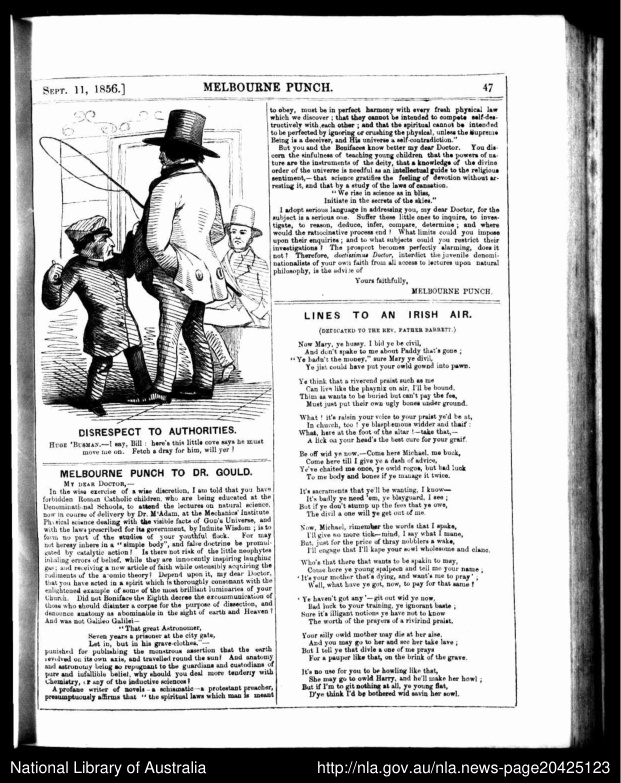 SEPT. 11, 1856.]
MELBOURNE PUNCH.
47
DISRESPECT TO AUTHORITIES.
HUGE 'BUSMAN.—I say, Bill: here's this little cove says he must
move me on. Fetch a dray for him, will yer!
MELBOURNE PUNCH TO DR. GOULD.
MY DEAR DOCTOR,—
In the wise exercise of a wise discretion, I am told that you have
forbidden Roman Catholic children, who are being educated at the
Denominational Schools, to attend the lectures on natural science,
now in course of delivery by Dr. M'Adam, at the Mechanics' Institute
Physical science dealing with the visible facts of GOD's Universe, and
with the laws prescribed for its government, by Infinite Wisdom; is to
form no part of the studies of your youthful flock. For may
not heresy inhere in a "simple body", and false doctrine be promul-
gated by catalytic action? Is there not risk of the little neophytes
inhaling errors of belief, while they are innocently inspiring laughing
gas; and receiving a new article of faith while ostensibly acquiring the
rudiments of the atomic theory? Depend upon it, my dear Doctor,
that you have acted in a spirit which is thoroughly consonant with the
enlightened example of some of the most brilliant luminaries of your
Church. Did not Boniface the Eighth decree the excommunication of
those who should disinter a corpse for the purpose of dissection, and
denounce anatomy as abominable in the sight of earth and Heaven?
And was not Galileo Galilei—
"That great Astronomer,
Seven years a prisoner at the city gate,
Let in, but in his grave-clothes,"—
punished for publishing the monstrous assertion that the earth
revolved on its own axis, and travelled round the sun? And anatomy
and astronomy being so repugnant to the guardians and custodians of
pure and infallible belief, why should you deal more tenderly with
Chemistry, or any of the inductive sciences?
A profane writer of novels—a schismatic—a protestant preacher,
presumptuously affirms that "the spiritual laws which man is meant
to obey, must be in perfect harmony with every fresh physical law
which we discover; that they cannot be intended to compete self-des-
tructively with each other; and that the spiritual cannot be intended
to be perfected by ignoring or crushing the physical, unless the Supreme
Being is a deceiver, and His universe a self-contradiction."
But you and the Bonifaces know better my dear Doctor. You dis-
cern the sinfulness of teaching young children that the powers of na-
ture are the instruments of the deity, that a knowledge of the divine
order of the universe is needful as an intellectual guide to the religious
sentiment,—that science gratifies the feeling of devotion without ar-
resting it, and that by a study of the laws of causation.
"We rise in science as in bliss,
Initiate in the secrets of the skies."
I adopt serious language in addressing you, my dear Doctor, for the
subject is a serious one. Suffer these little ones to inquire, to inves-
tigate, to reason, deduce, infer, compare, determine; and where
would the ratiocinative process end? What limits could you impose
upon their enquiries; and to what subjects could you restrict their
investigations? The prospect becomes perfectly alarming, does it
not? Therefore, doctissimus Doctor, interdict the juvenile denomi-
nationalists of your own faith from all access to lectures upon natural
philosophy, is the advice of
Yours faithfully,
MELBOURNE PUNCH.
LINES TO AN IRISH AIR.
(DEDICATED TO THE REV. FATHER BARRETT.)
Now Mary, ye hussey, I bid ye be civil,
And don't spake to me about Paddy that's gone;
"Ye hadn't the money," sure Mary ye divil,
Ye jist could have put your owld gownd into pawn.
Ye think that a riverend praist such as me
Can live like the phaynix on air, I'll be bound.
Thim as wants to be buried but can't pay the fee,
Must just put their own ugly bones under ground.
What! it's raisin your voice to your praist ye'd be at,
In church, too! ye blasphemous widder and thaif:
What, here at the foot of the altar!—take that,—
A lick on your head's the best cure for your graif.
Be off wid ye now.—Come here Michael, me buck,
Come here till I give ye a dash of advice,
Ye've chaited me once, ye owld rogue, but bad luck
To me body and bones if ye manage it twice.
It's sacraments that ye'll be wanting, I know—
It's badly ye need 'em, ye blayguard, I see;
But if ye don't stump up the fees that ye owe,
The divil a one will ye get out of me.
Now, Michael, rimember the words that I spake,
I'll give no more tick—mind, I say what I mane,
But, just for the price of thray nobblers a wake,
I'll engage that I'll kape your sowl wholesome and clane.
Who's that there that wants to be spakin to may,
Come here ye young spalpeen and tell me your name;
'It's your mother that's dying, and wants me to pray';
Well, what have ye got, now, to pay for that same?
'Ye haven't got any'—git out wid ye now,
Bad luck to your training, ye ignorant baste;
Sure it's illigant notions ye have not to know
The worth of the prayers of a rivirind praist.
Your silly owld mother may die at her aise,
And you may go to her and see her take lave;
But I tell ye that divle a one of me prays
For a pauper like that, on the brink of the grave.
It's no use for you to be howling like that,
She may go to owld Harry, and he'll make her howl;
But if I'm to git nothing at all, ye young flat,
D'ye think I'd be bothered wid savin her sowl.
National Library of Australia
http://nla.gov.au/nla.news-page20425123